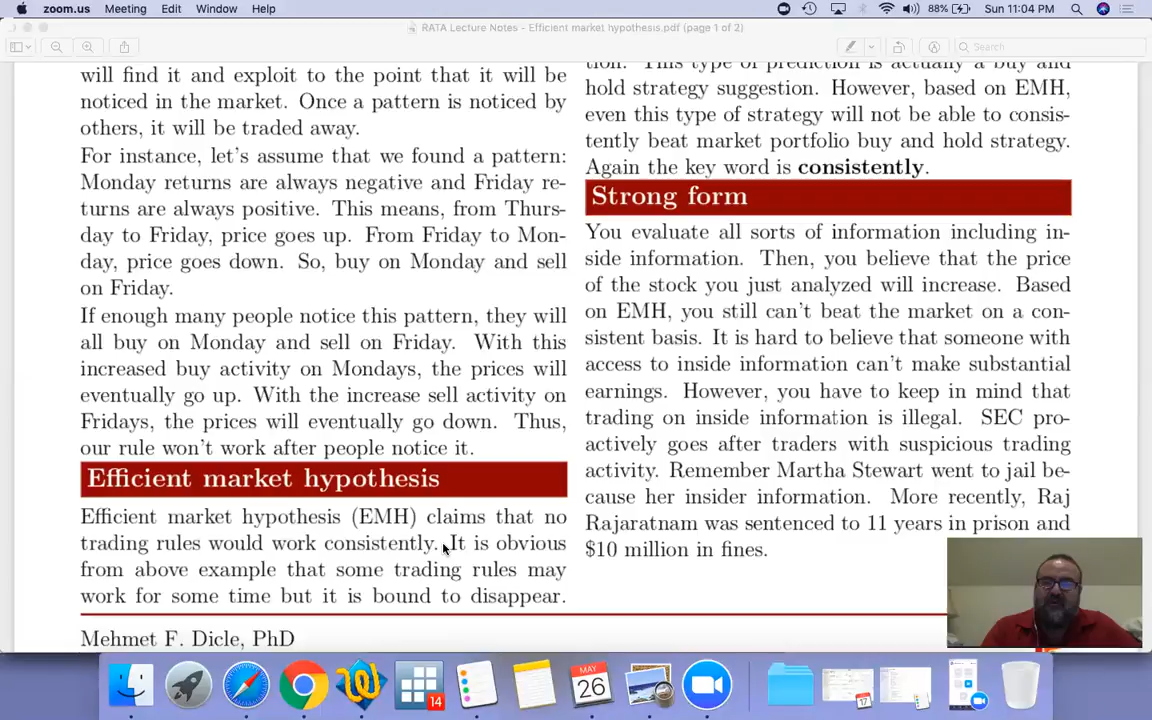 zoom.us Meeting Edit Window Help
88% Sun 11:04 PM
RATA Lecture Notes - Efficient market hypothesis.pdf (page 1 of 2)
Search
will find it and exploit to the point that it will be
noticed in the market. Once a pattern is noticed by
others, it will be traded away.
For instance, let's assume that we found a pattern:
Monday returns are always negative and Friday re-
turns are always positive. This means, from Thurs-
day to Friday, price goes up. From Friday to Mon-
day, price goes down. So, buy on Monday and sell
on Friday.
If enough many people notice this pattern, they will
all buy on Monday and sell on Friday. With this
increased buy activity on Mondays, the prices will
eventually go up. With the increase sell activity on
Fridays, the prices will eventually go down. Thus,
our rule won't work after people notice it.
Efficient market hypothesis
Efficient market hypothesis (EMH) claims that no
trading rules would work consistently. It is obvious
from above example that some trading rules may
work for some time but it is bound to disappear.
tion. This type of prediction is actually a buy and
hold strategy suggestion. However, based on EMH,
even this type of strategy will not be able to consis-
tently beat market portfolio buy and hold strategy.
Again the key word is consistently.
Strong form
You evaluate all sorts of information including in-
side information. Then, you believe that the price
of the stock you just analyzed will increase. Based
on EMH, you still can't beat the market on a con-
sistent basis. It is hard to believe that someone with
access to inside information can't make substantial
earnings. However, you have to keep in mind that
trading on inside information is illegal. SEC pro-
actively goes after traders with suspicious trading
activity. Remember Martha Stewart went to jail be-
cause her insider information. More recently, Raj
Rajaratnam was sentenced to 11 years in prison and
$10 million in fines.
Mehmet F. Dicle, PhD
14
MAY
26
17